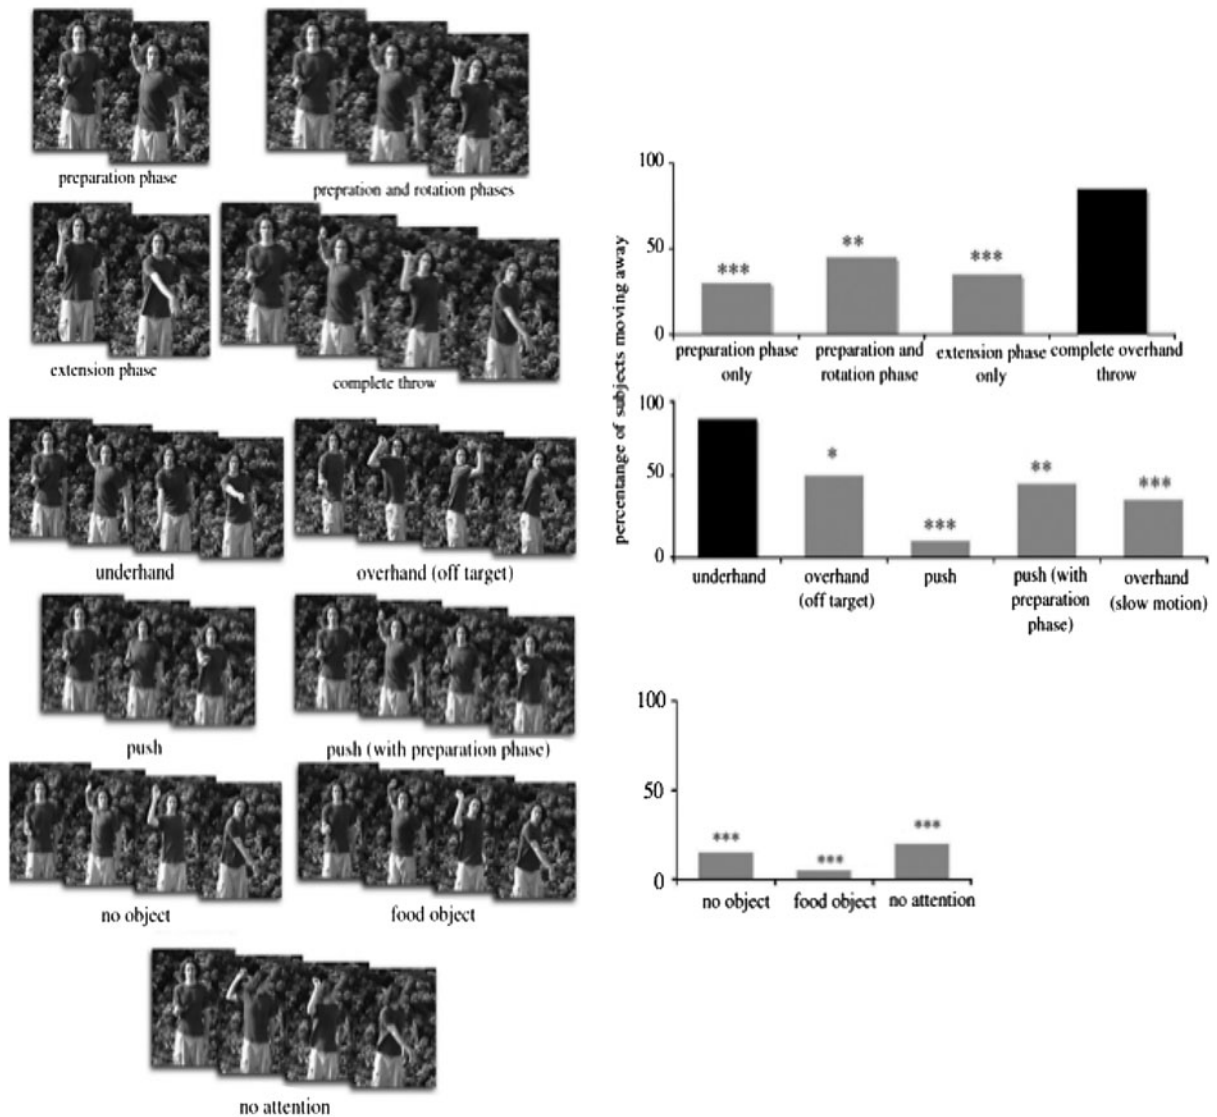 preparation phase
prepration and rotation phases
extension phase
complete throw
underhand
overhand (off target)
push
push (with preparation phase)
no object
food object
no attention
percentange of subjects moving away
100
50
0
***
**
***
preparation phase
only
preparation and
rotation phase
extension phase
only
complete overhand
throw
100
50
0
*
***
**
***
underhand
overhand
(off target)
push
push (with
preparation
phase)
overhand
(slow motion)
100
50
0
***
***
***
no object
food object
no attention